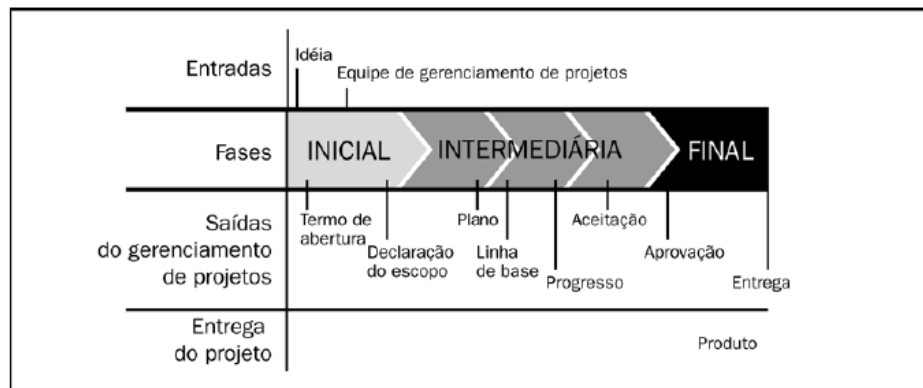 Idéia
Entradas
Equipe de gerenciamento de projetos
Fases
INICIAL
INTERMEDIÁRIA
FINAL
Saídas
do gerenciamento
de projetos
Termo de
abertura
Declaração
do escopo
Plano
Linha
de base
Progresso
Aceitação
Aprovação
Entrega
Entrega
do projeto
Produto